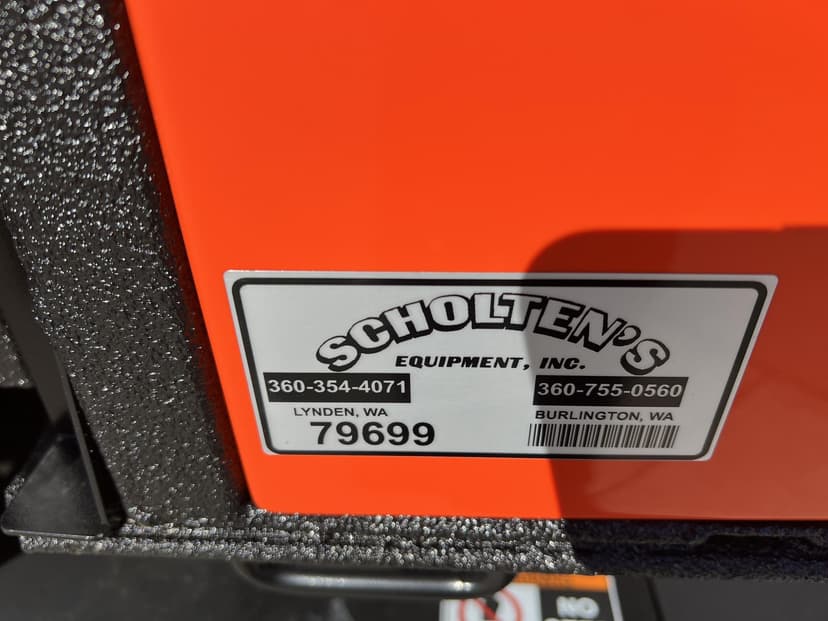 SCHOLTEN'S
EQUIPMENT, INC.
360-354-4071 360-755-0560
LYNDEN, WA BURLINGTON, WA
79699
NO